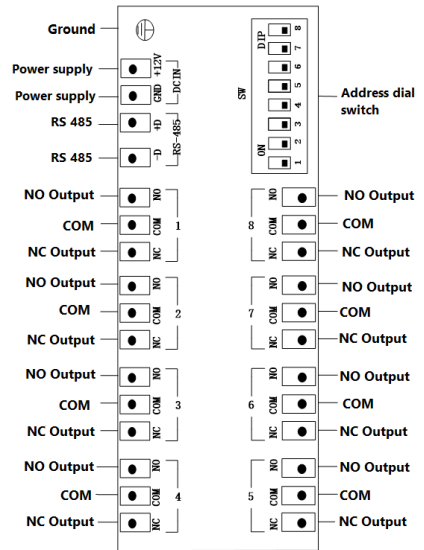 Ground
Power supply
+12V
DCIN
Power supply
GND
RS 485
+D
RS-485
RS 485
-D
SW
DIP
ON
8
7
6
5
4
3
2
1
Address dial
switch
NO Output
NO
COM
COM
1
NC Output
NC
NO Output
NO
COM
COM
2
NC Output
NC
NO Output
NO
COM
COM
3
NC Output
NC
NO Output
NO
COM
COM
4
NC Output
NC
NO
NO Output
8
COM
COM
NC
NC Output
NO
NO Output
7
COM
COM
NC
NC Output
NO
NO Output
6
COM
COM
NC
NC Output
NO
NO Output
5
COM
COM
NC
NC Output